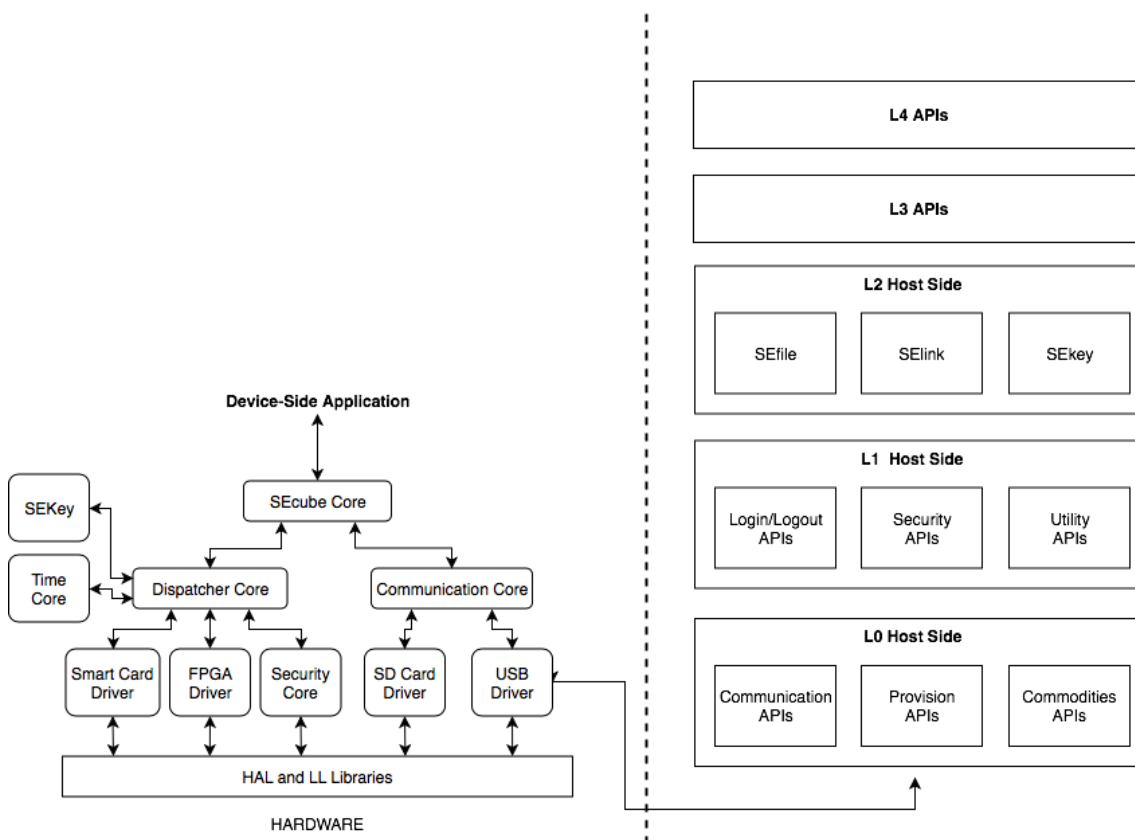 Device-Side Application
SEcube Core
SEKey
Time
Core
Dispatcher Core
Communication Core
Smart Card
Driver
FPGA
Driver
Security
Core
SD Card
Driver
USB
Driver
HAL and LL Libraries
HARDWARE
L4 APIs
L3 APIs
L2 Host Side
SEfile
SElink
SEkey
L1 Host Side
Login/Logout
APIs
Security
APIs
Utility
APIs
L0 Host Side
Communication
APIs
Provision
APIs
Commodities
APIs